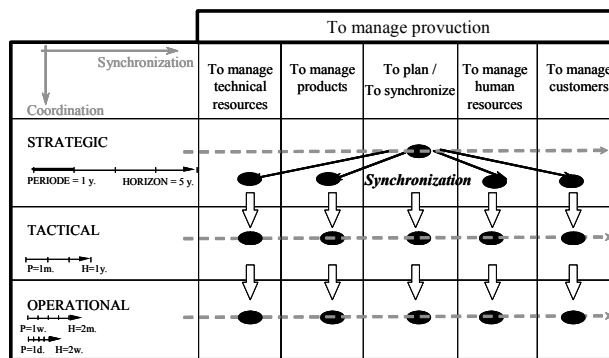 To manage provuction
Synchronization
Coordination
To manage
technical
resources
To manage
products
To plan /
To synchronize
To manage
human
resources
To manage
customers
STRATEGIC
PERIODE = 1 y. HORIZON = 5 y.
Synchronization
TACTICAL
P=1m. H=1y.
OPERATIONAL
P=1w. H=2m.
P=1d. H=2w.